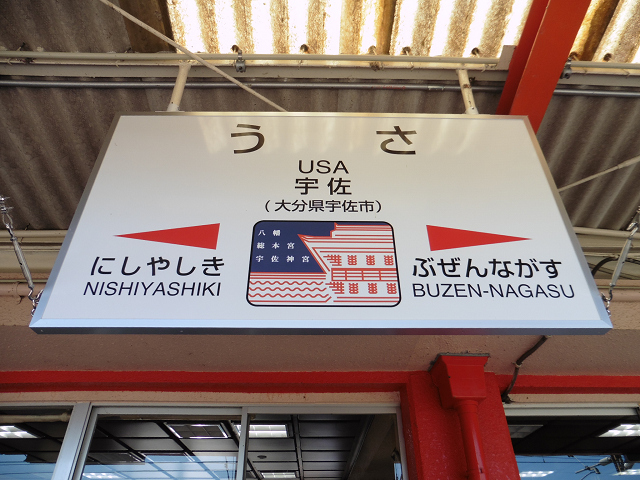 うさ
USA
宇佐
(大分県宇佐市)
八幡
総本宮
宇佐神宮
にしやしき
NISHIYASHIKI
ぶぜんながす
BUZEN-NAGASU